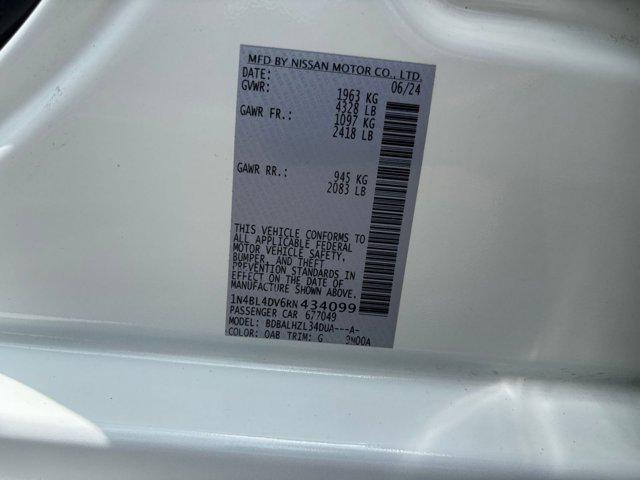 MFD BY NISSAN MOTOR CO., LTD.
DATE: 06/24
GVWR: 1963 KG
4328 LB
GAWR FR.: 1097 KG
2418 LB
GAWR RR.: 945 KG
2083 LB
THIS VEHICLE CONFORMS TO
ALL APPLICABLE FEDERAL
MOTOR VEHICLE SAFETY,
BUMPER, AND THEFT
PREVENTION STANDARDS IN
EFFECT ON THE DATE OF
MANUFACTURE SHOWN ABOVE.
1N4BL4DV6RN434099
PASSENGER CAR 677049
MODEL: BDBALHZL34DUA---A-
COLOR: QAB TRIM: G